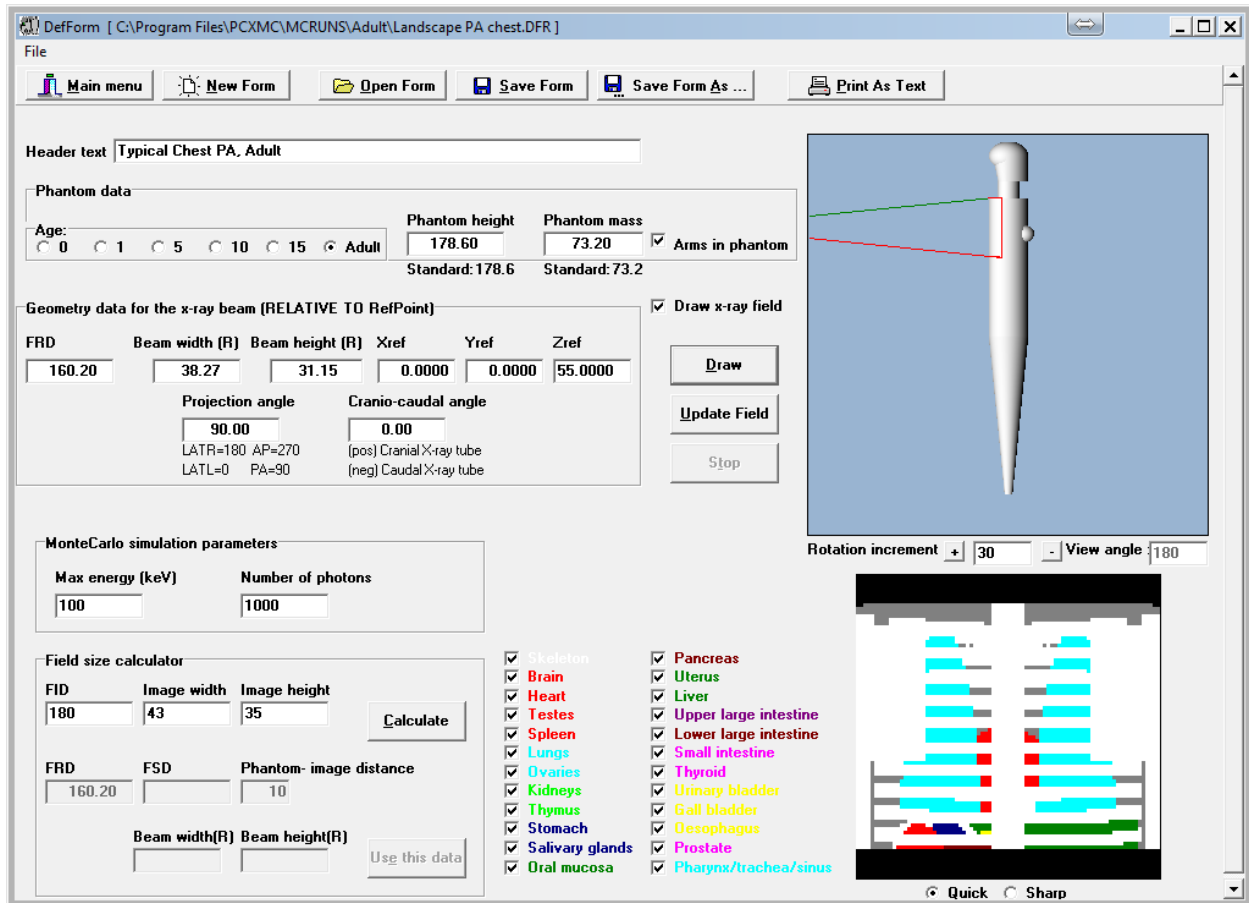 DefForm [ C:\Program Files\PCXMC\MCRUNS\Adult\Landscape PA chest.DFR ]
File
Main menu New Form Open Form Save Form Save Form As ... Print As Text
Header text Typical Chest PA, Adult
Phantom data
Age:
0 1 5 10 15 Adult
Phantom height Phantom mass
178.60 73.20 Arms in phantom
Standard: 178.6 Standard: 73.2
Geometry data for the x-ray beam (RELATIVE TO RefPoint)
Draw x-ray field
FRD Beam width (R) Beam height (R) Xref Yref Zref
160.20 38.27 31.15 0.0000 0.0000 55.0000
Draw
Projection angle Cranio-caudal angle
90.00 0.00
Update Field
LATR=180 AP=270 (pos) Cranial X-ray tube
LATL=0 PA=90 (neg) Caudal X-ray tube
Stop
Rotation increment + 30 - View angle : 180
MonteCarlo simulation parameters
Max energy (keV) Number of photons
100 1000
Field size calculator
FID Image width Image height
180 43 35
Calculate
FRD FSD Phantom- image distance
160.20 10
Beam width(R) Beam height(R)
Use this data
Skeleton Pancreas
Brain Uterus
Heart Liver
Testes Upper large intestine
Spleen Lower large intestine
Lungs Small intestine
Ovaries Thyroid
Kidneys Urinary bladder
Thymus Gall bladder
Stomach Oesophagus
Salivary glands Prostate
Oral mucosa Pharynx/trachea/sinus
Quick Sharp